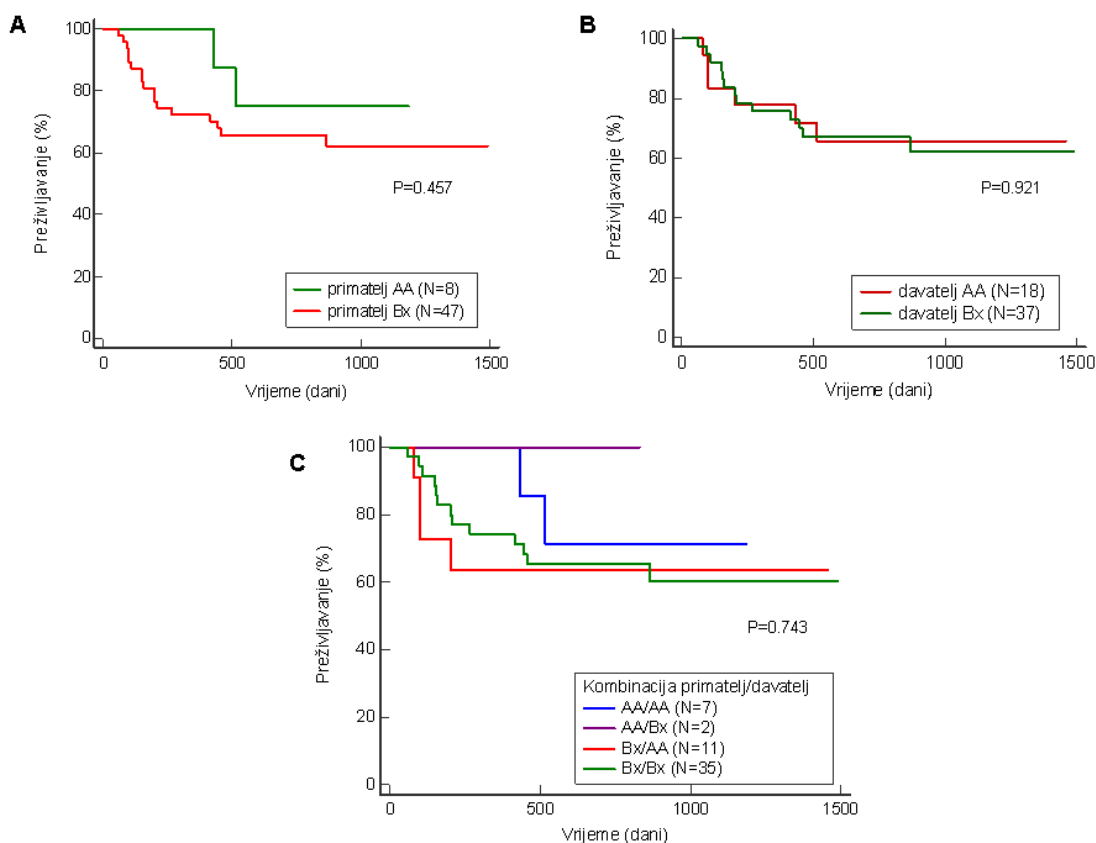 A
Preživljavanje (%)
100
80
60
40
20
0
P=0.457
primatelj AA (N=8)
primatelj Bx (N=47)
0 500 1000 1500
Vrijeme (dani)
B
Preživljavanje (%)
100
80
60
40
20
0
P=0.921
davatelj AA (N=18)
davatelj Bx (N=37)
0 500 1000 1500
Vrijeme (dani)
C
Preživljavanje (%)
100
80
60
40
20
0
P=0.743
Kombinacija primatelj/davatelj
AA/AA (N=7)
AA/Bx (N=2)
Bx/AA (N=11)
Bx/Bx (N=35)
0 500 1000 1500
Vrijeme (dani)